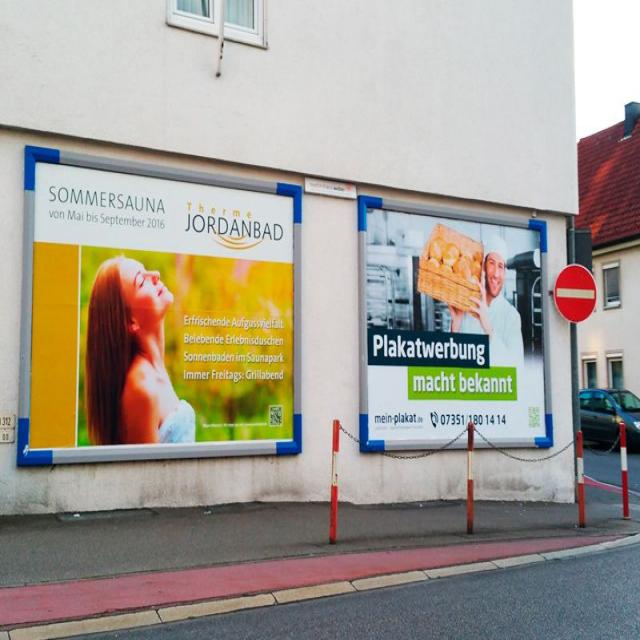 SOMMERSAUNA
von Mai bis September 2016
Therme
JORDANBAD
Erfrischende Aufgussvielfalt
Belebende Erlebnisduschen
Sonnenbaden im Saunapark
Immer Freitags: Grillabend
Plakatwerbung
macht bekannt
mein-plakat.de
07351/180 14 14
312